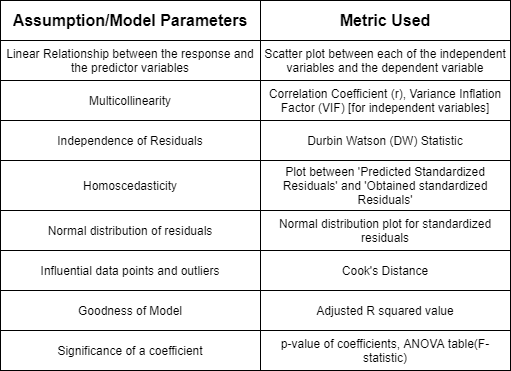 Assumption/Model Parameters
Metric Used
Linear Relationship between the response and
the predictor variables
Scatter plot between each of the independent
variables and the dependent variable
Multicollinearity
Correlation Coefficient (r), Variance Inflation
Factor (VIF) [for independent variables]
Independence of Residuals
Durbin Watson (DW) Statistic
Homoscedasticity
Plot between 'Predicted Standardized
Residuals' and 'Obtained standardized
Residuals'
Normal distribution of residuals
Normal distribution plot for standardized
residuals
Influential data points and outliers
Cook's Distance
Goodness of Model
Adjusted R squared value
Significance of a coefficient
p-value of coefficients, ANOVA table(F-
statistic)